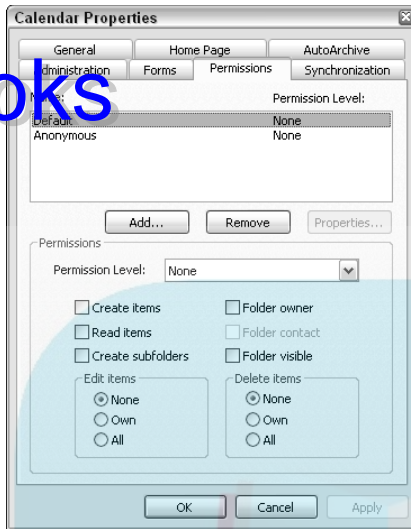 Calendar Properties
General Home Page AutoArchive
Administration Forms Permissions Synchronization
oks
Name: Permission Level:
Default None
Anonymous None
Add... Remove Properties...
Permissions
Permission Level: None
Create items Folder owner
Read items Folder contact
Create subfolders Folder visible
Edit items Delete items
None None
Own Own
All All
OK Cancel Apply